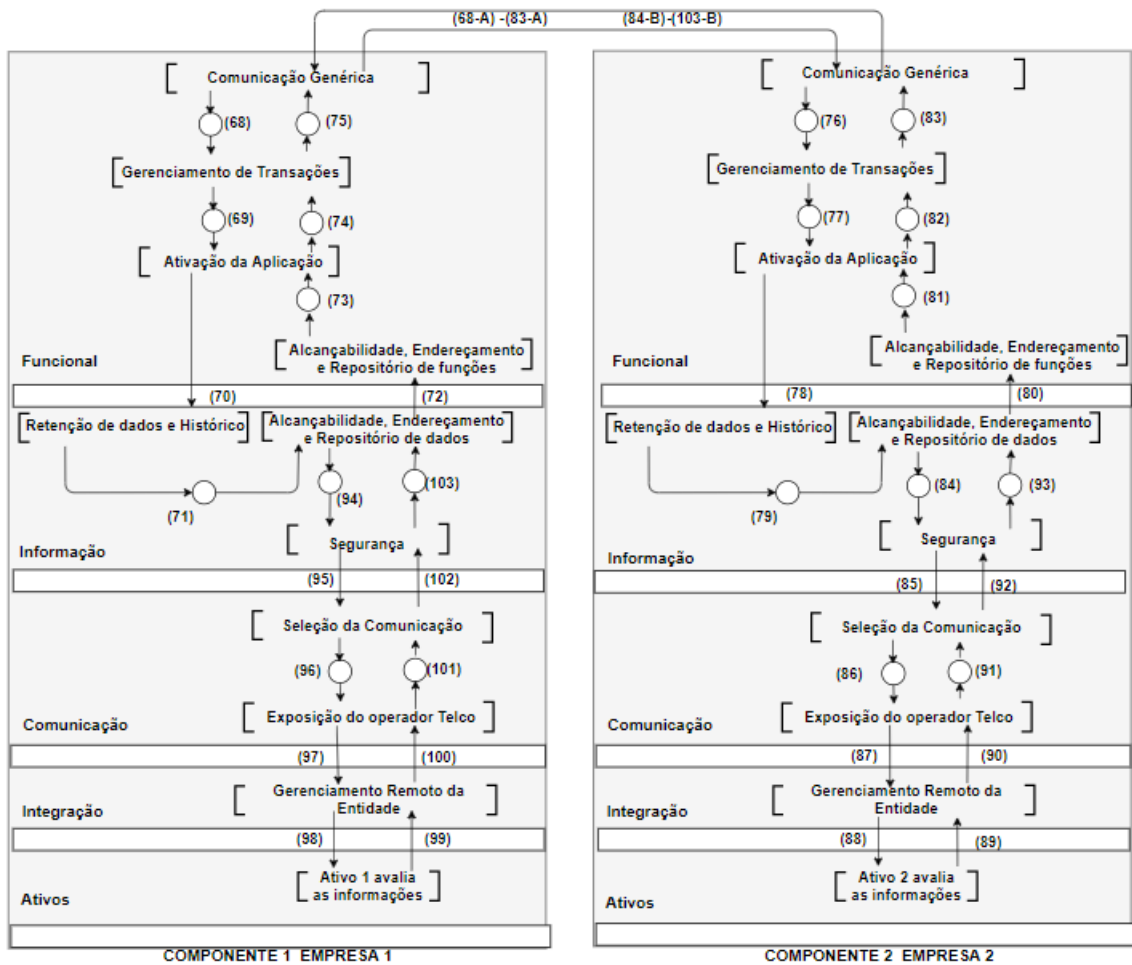 (68-A) -(83-A)
(84-B)-(103-B)
Comunicação Genérica
(68)
(75)
Gerenciamento de Transações
(69)
(74)
Ativação da Aplicação
(73)
Alcançabilidade, Endereçamento
e Repositório de funções
Funcional
(70)
(72)
Retenção de dados e Histórico
Alcançabilidade, Endereçamento
e Repositório de dados
(94)
(103)
(71)
Segurança
Informação
(95)
(102)
Seleção da Comunicação
(96)
(101)
Exposição do operador Telco
Comunicação
(97)
(100)
Gerenciamento Remoto da
Entidade
Integração
(98)
(99)
Ativo 1 avalia
as informações
Ativos
COMPONENTE 1 EMPRESA 1
Comunicação Genérica
(76)
(83)
Gerenciamento de Transações
(77)
(82)
Ativação da Aplicação
(81)
Alcançabilidade, Endereçamento
e Repositório de funções
Funcional
(78)
(80)
Retenção de dados e Histórico
Alcançabilidade, Endereçamento
e Repositório de dados
(84)
(93)
(79)
Segurança
Informação
(85)
(92)
Seleção da Comunicação
(86)
(91)
Exposição do operador Telco
Comunicação
(87)
(90)
Gerenciamento Remoto da
Entidade
Integração
(88)
(89)
Ativo 2 avalia
as informações
Ativos
COMPONENTE 2 EMPRESA 2